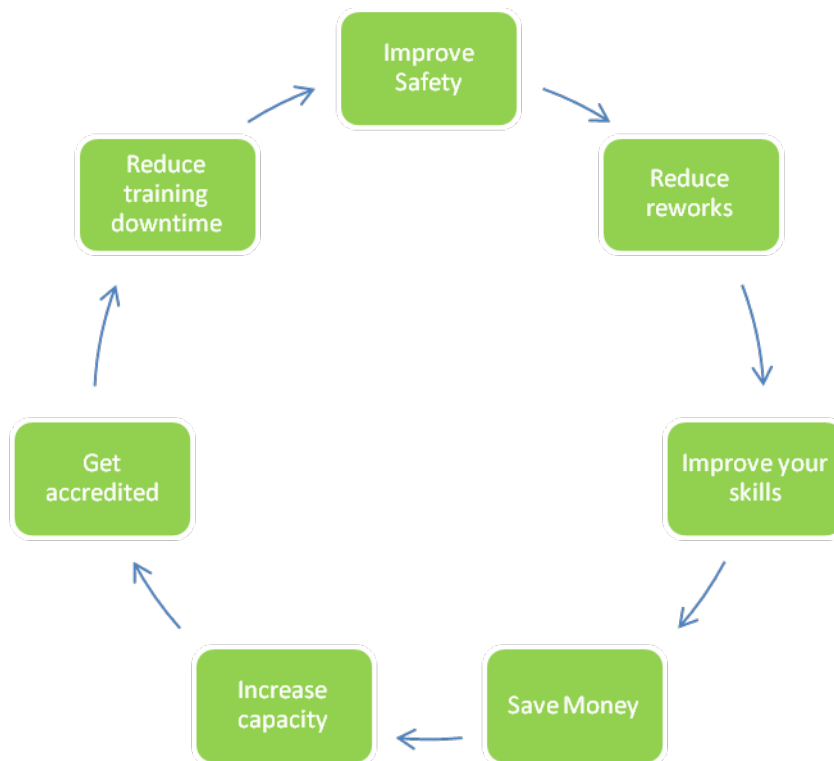 Improve
Safety
Reduce
reworks
Improve your
skills
Save Money
Increase
capacity
Get
accredited
Reduce
training
downtime